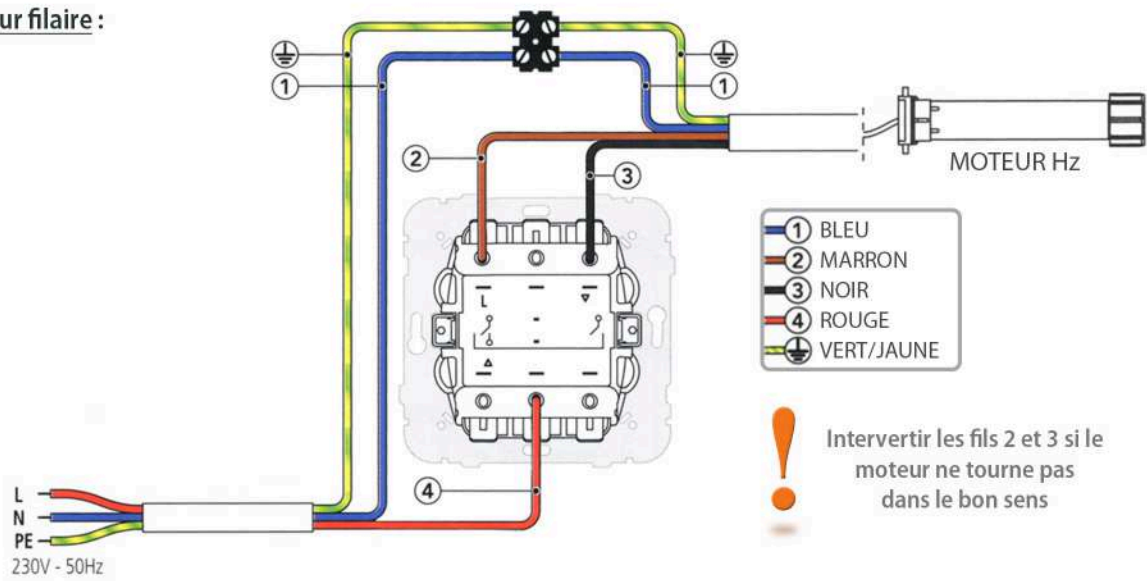 ur filaire :
1
1
2
3
MOTEUR Hz
1 BLEU
2 MARRON
3 NOIR
4 ROUGE
VERT/JAUNE
L
4
Intervertir les fils 2 et 3 si le
moteur ne tourne pas
dans le bon sens
L
N
PE
230V - 50Hz